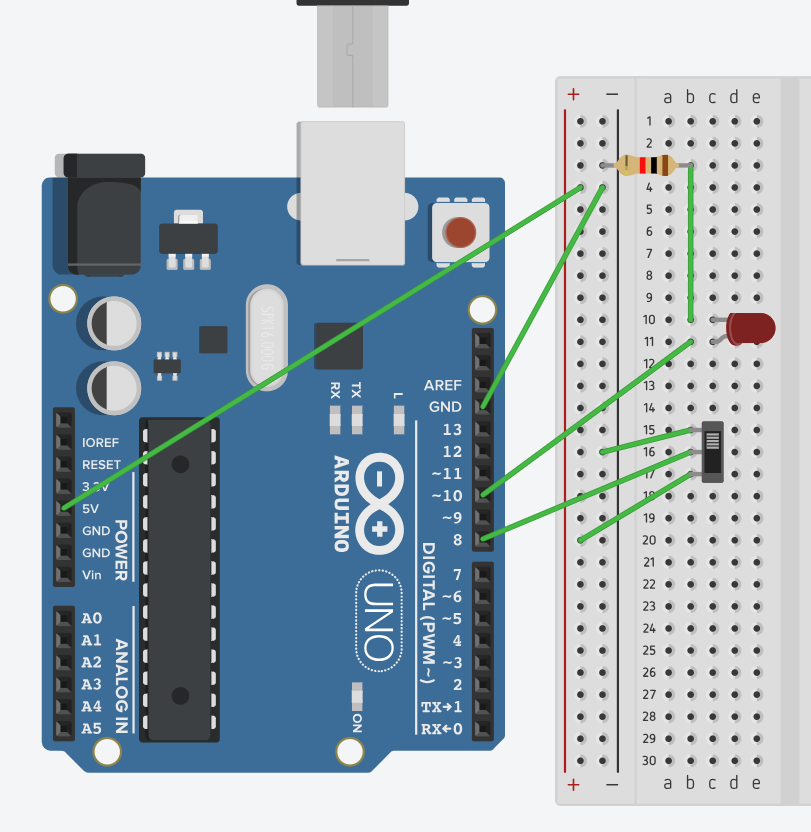 + − a b c d e
1
2
4
5
6
7
8
9
10
11
12
13
14
15
16
17
18
19
20
21
22
23
24
25
26
27
28
29
30
+ − a b c d e
SPK16.000G
RX
TX
L
AREF
GND
13
12
~11
~10
~9
8
7
~6
~5
4
~3
2
TX→1
RX←0
DIGITAL (PWM ~)
ARDUINO
UNO
ON
IOREF
RESET
3.3V
5V
GND
GND
Vin
POWER
A0
A1
A2
A3
A4
A5
ANALOG IN